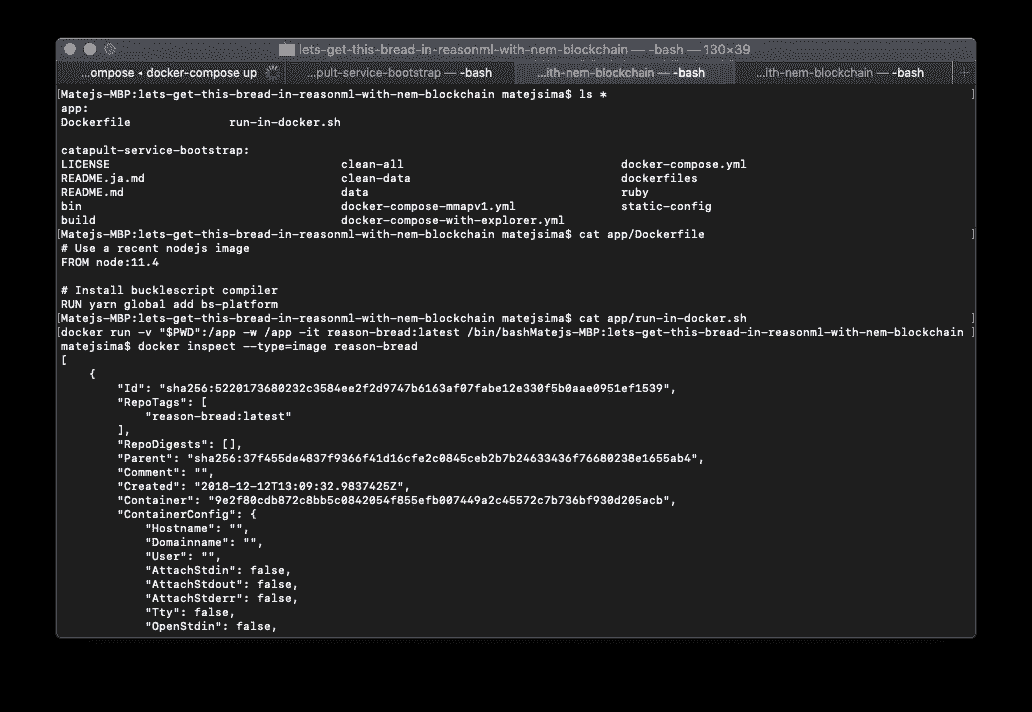 lets-get-this-bread-in-reasonml-with-nem-blockchain — -bash — 130×39
...ompose • docker-compose up ...pult-service-bootstrap — -bash ...ith-nem-blockchain — -bash ...ith-nem-blockchain — -bash +
[Matejs-MBP:lets-get-this-bread-in-reasonml-with-nem-blockchain matejsima$ ls * ]
app:
Dockerfile run-in-docker.sh
catapult-service-bootstrap:
LICENSE clean-all docker-compose.yml
README.ja.md clean-data dockerfiles
README.md data ruby
bin docker-compose-mmapv1.yml static-config
build docker-compose-with-explorer.yml
[Matejs-MBP:lets-get-this-bread-in-reasonml-with-nem-blockchain matejsima$ cat app/Dockerfile ]
# Use a recent nodejs image
FROM node:11.4
# Install bucklescript compiler
RUN yarn global add bs-platform
[Matejs-MBP:lets-get-this-bread-in-reasonml-with-nem-blockchain matejsima$ cat app/run-in-docker.sh ]
[docker run -v "$PWD":/app -w /app -it reason-bread:latest /bin/bashMatejs-MBP:lets-get-this-bread-in-reasonml-with-nem-blockchain ]
matejsima$ docker inspect --type=image reason-bread
[
{
"Id": "sha256:5220173680232c3584ee2f2d9747b6163af07fabe12e330f5b0aae0951ef1539",
"RepoTags": [
"reason-bread:latest"
],
"RepoDigests": [],
"Parent": "sha256:37f455de4837f9366f41d16cfe2c0845ceb2b7b24633436f76680238e1655ab4",
"Comment": "",
"Created": "2018-12-12T13:09:32.9837425Z",
"Container": "9e2f80cdb872c8bb5c0842054f855efb007449a2c45572c7b736bf930d205acb",
"ContainerConfig": {
"Hostname": "",
"Domainname": "",
"User": "",
"AttachStdin": false,
"AttachStdout": false,
"AttachStderr": false,
"Tty": false,
"OpenStdin": false,